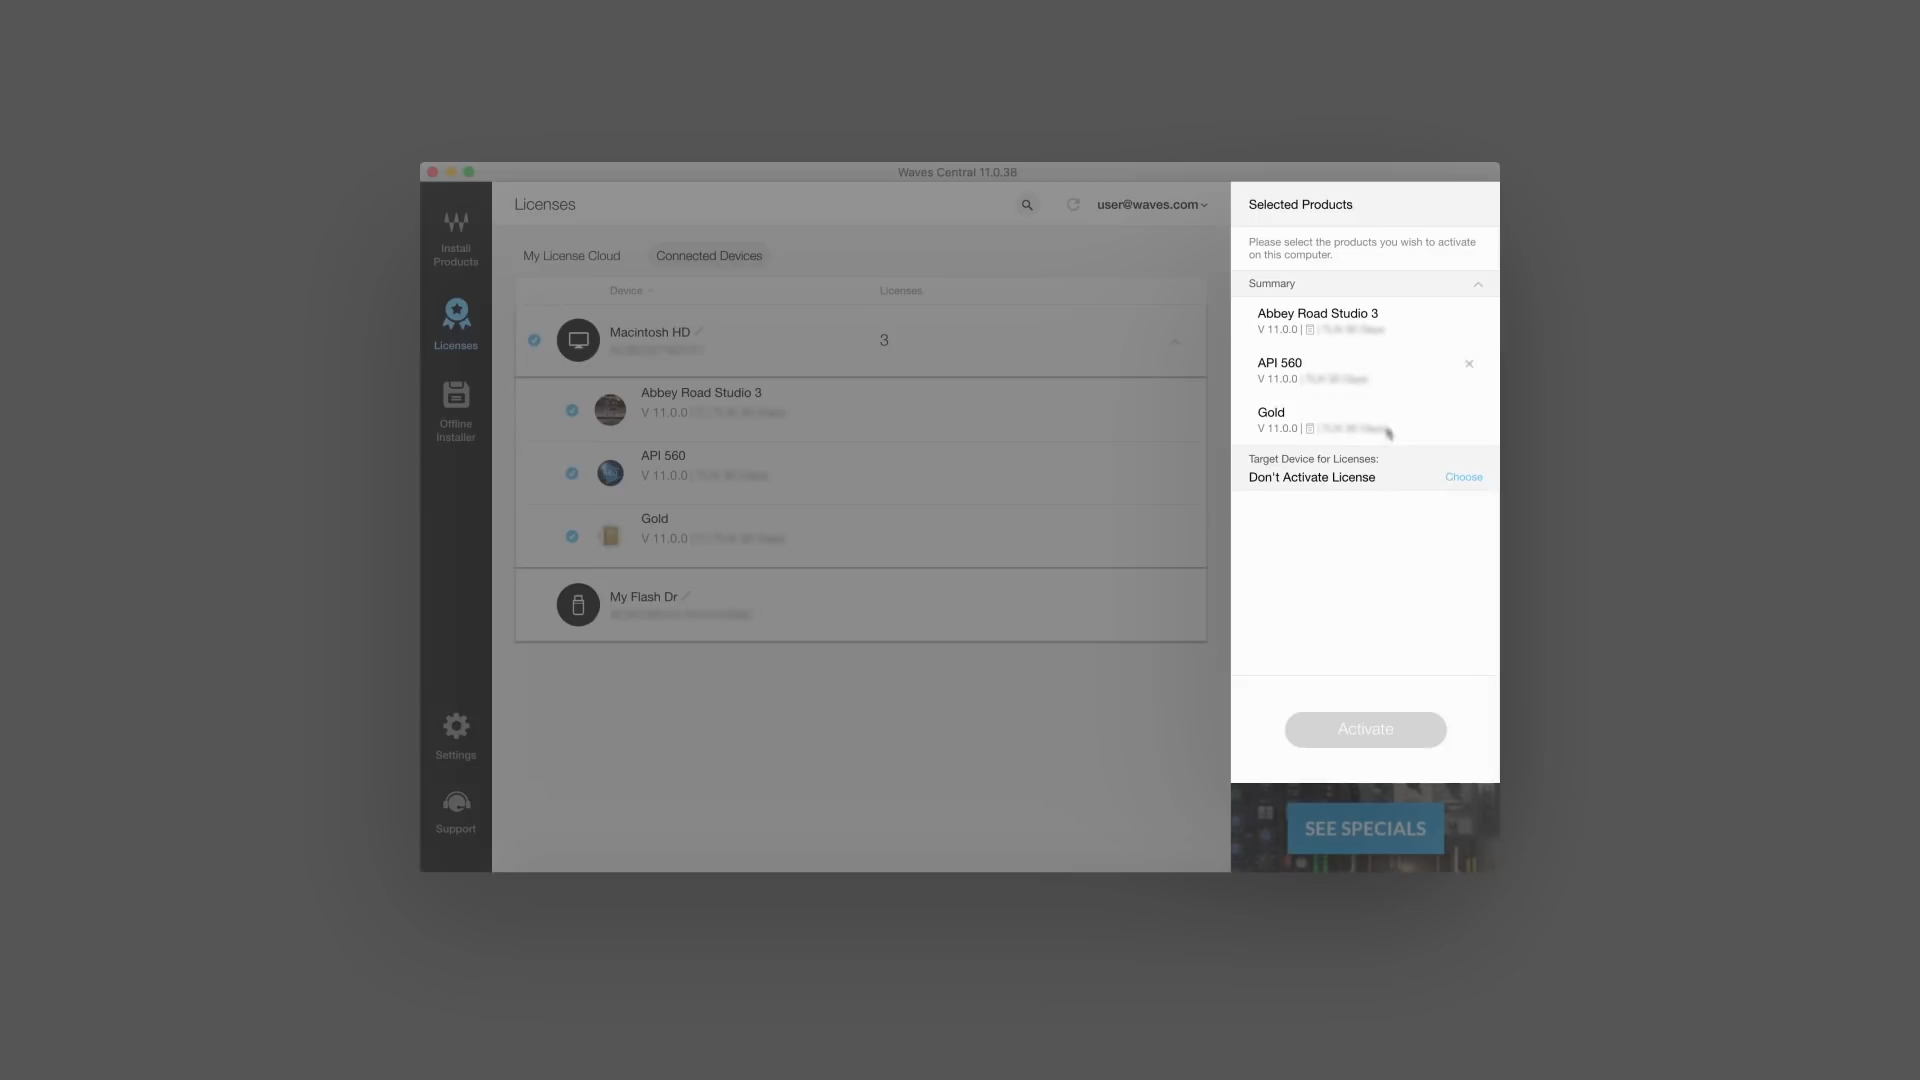 Waves Central 11.0.38
Install
Products
Licenses
Offline
Installer
Settings
Support
Licenses
user@waves.com
My License Cloud
Connected Devices
Device
Licenses
Macintosh HD
3
Abbey Road Studio 3
V 11.0.0
API 560
V 11.0.0
Gold
V 11.0.0
My Flash Dr
Selected Products
Please select the products you wish to activate
on this computer.
Summary
Abbey Road Studio 3
V 11.0.0 |
API 560
V 11.0.0 |
Gold
V 11.0.0 |
Target Device for Licenses:
Don't Activate License
Choose
Activate
SEE SPECIALS